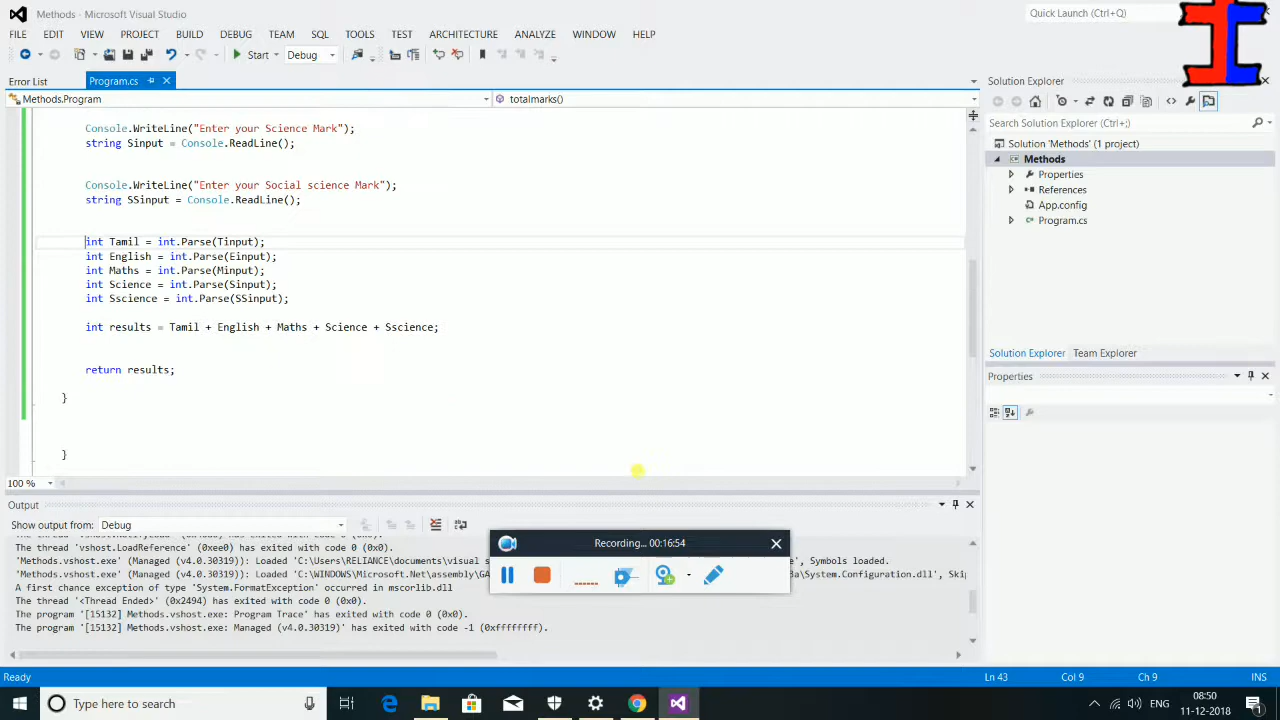 Methods - Microsoft Visual Studio
Quick Launch (Ctrl+Q)
FILE EDIT VIEW PROJECT BUILD DEBUG TEAM SQL TOOLS TEST ARCHITECTURE ANALYZE WINDOW HELP
Start Debug
Error List Program.cs
Solution Explorer
Methods.Program totalmarks()
Search Solution Explorer (Ctrl+;)
Console.WriteLine("Enter your Science Mark");
string Sinput = Console.ReadLine();
Console.WriteLine("Enter your Social science Mark");
string SSinput = Console.ReadLine();
int Tamil = int.Parse(Tinput);
int English = int.Parse(Einput);
int Maths = int.Parse(Minput);
int Science = int.Parse(Sinput);
int Sscience = int.Parse(SSinput);
int results = Tamil + English + Maths + Science + Sscience;
return results;
}
}
Solution 'Methods' (1 project)
Methods
Properties
References
App.config
Program.cs
Solution Explorer Team Explorer
Properties
100 %
Output
Show output from: Debug
The thread 'vshost.LoadReference' (0xee0) has exited with code 0 (0x0).
'Methods.vshost.exe' (Managed (v4.0.30319)): Loaded 'C:\Users\RELIANCE\documents\visual s ', Symbols loaded.
'Methods.vshost.exe' (Managed (v4.0.30319)): Loaded 'C:\WINDOWS\Microsoft.Net\assembly\GA 3a\System.Configuration.dll', Skip
A first chance exception of type 'System.FormatException' occurred in mscorlib.dll
The thread '<Thread Ended>' (0x2494) has exited with code 0 (0x0).
The program '[15132] Methods.vshost.exe: Program Trace' has exited with code 0 (0x0).
The program '[15132] Methods.vshost.exe: Managed (v4.0.30319)' has exited with code -1 (0xffffffff).
Recording... 00:16:54
Ready Ln 43 Col 9 Ch 9 INS
Type here to search
ENG
08:50
11-12-2018
1